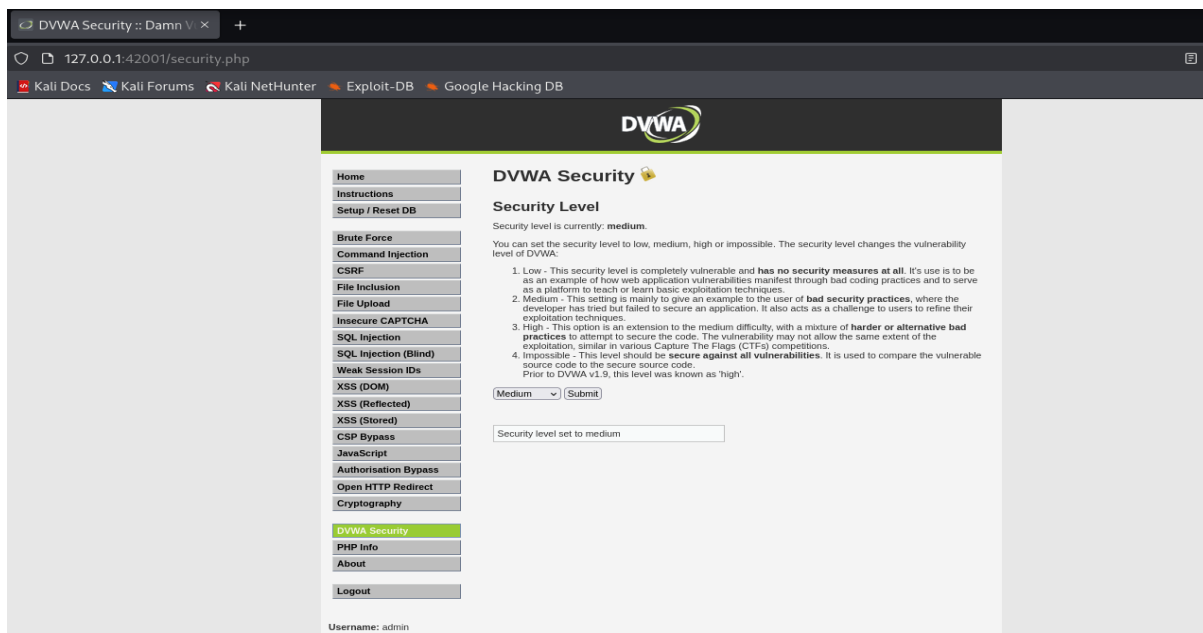 DVWA Security :: Damn V
127.0.0.1:42001/security.php
Kali Docs Kali Forums Kali NetHunter Exploit-DB Google Hacking DB
DVWA
Home
Instructions
Setup / Reset DB
Brute Force
Command Injection
CSRF
File Inclusion
File Upload
Insecure CAPTCHA
SQL Injection
SQL Injection (Blind)
Weak Session IDs
XSS (DOM)
XSS (Reflected)
XSS (Stored)
CSP Bypass
JavaScript
Authorisation Bypass
Open HTTP Redirect
Cryptography
DVWA Security
PHP Info
About
Logout
Username: admin
DVWA Security
Security Level
Security level is currently: medium.
You can set the security level to low, medium, high or impossible. The security level changes the vulnerability
level of DVWA:
1. Low - This security level is completely vulnerable and has no security measures at all. It's use is to be
as an example of how web application vulnerabilities manifest through bad coding practices and to serve
as a platform to teach or learn basic exploitation techniques.
2. Medium - This setting is mainly to give an example to the user of bad security practices, where the
developer has tried but failed to secure an application. It also acts as a challenge to users to refine their
exploitation techniques.
3. High - This option is an extension to the medium difficulty, with a mixture of harder or alternative bad
practices to attempt to secure the code. The vulnerability may not allow the same extent of the
exploitation, similar in various Capture The Flags (CTFs) competitions.
4. Impossible - This level should be secure against all vulnerabilities. It is used to compare the vulnerable
source code to the secure source code.
Prior to DVWA v1.9, this level was known as 'high'.
Medium Submit
Security level set to medium